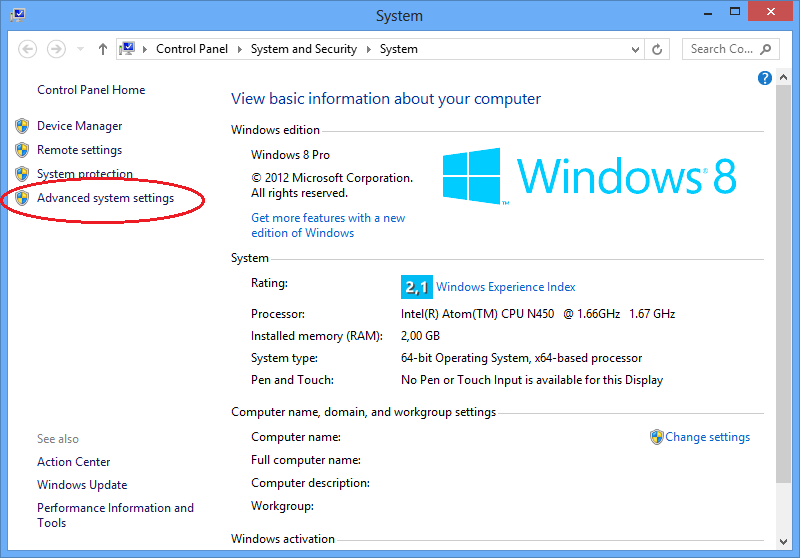 System
Control Panel System and Security System
Search Co...
Control Panel Home
Device Manager
Remote settings
System protection
Advanced system settings
See also
Action Center
Windows Update
Performance Information and
Tools
View basic information about your computer
Windows edition
Windows 8 Pro
© 2012 Microsoft Corporation.
All rights reserved.
Get more features with a new
edition of Windows
Windows® 8
System
Rating: 2,1 Windows Experience Index
Processor: Intel(R) Atom(TM) CPU N450 @ 1.66GHz 1.67 GHz
Installed memory (RAM): 2,00 GB
System type: 64-bit Operating System, x64-based processor
Pen and Touch: No Pen or Touch Input is available for this Display
Computer name, domain, and workgroup settings
Computer name: Change settings
Full computer name:
Computer description:
Workgroup:
Windows activation